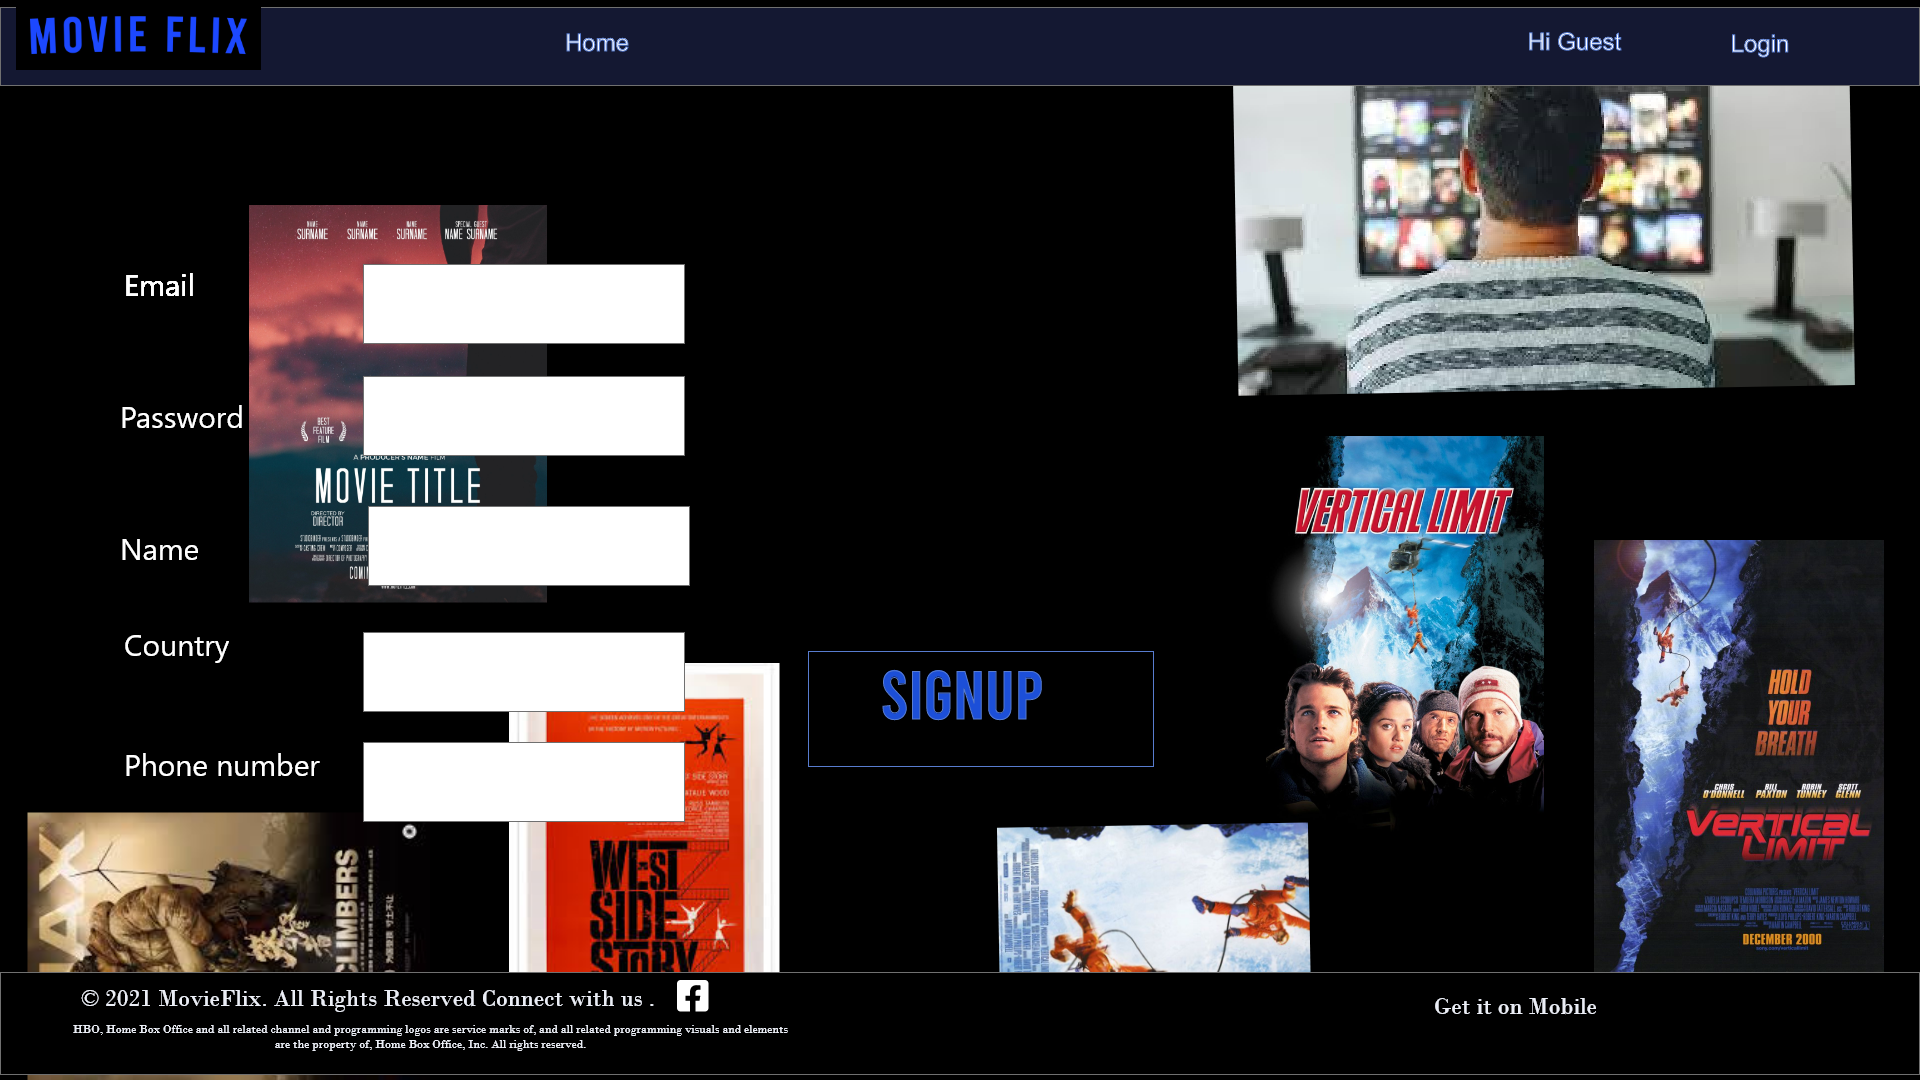 MOVIE FLIX
Home
Hi Guest
Login
NAME SURNAME
NAME SURNAME
NAME SURNAME
SPECIAL GUEST NAME SURNAME
Email
Password
BEST
FEATURE
FILM
A PRODUCER'S NAME FILM
MOVIE TITLE
DIRECTED BY
DIRECTOR
Name
Country
Phone number
SIGNUP
VERTICAL LIMIT
HOLD
YOUR
BREATH
CHRIS O'DONNELL
BILL PAXTON
ROBIN TUNNEY
SCOTT GLENN
VERTICAL
LIMIT
DECEMBER 2000
CLIMBERS
WEST
SIDE
STORY
© 2021 MovieFlix. All Rights Reserved Connect with us .
HBO, Home Box Office and all related channel and programming logos are service marks of, and all related programming visuals and elements
are the property of, Home Box Office, Inc. All rights reserved.
Get it on Mobile